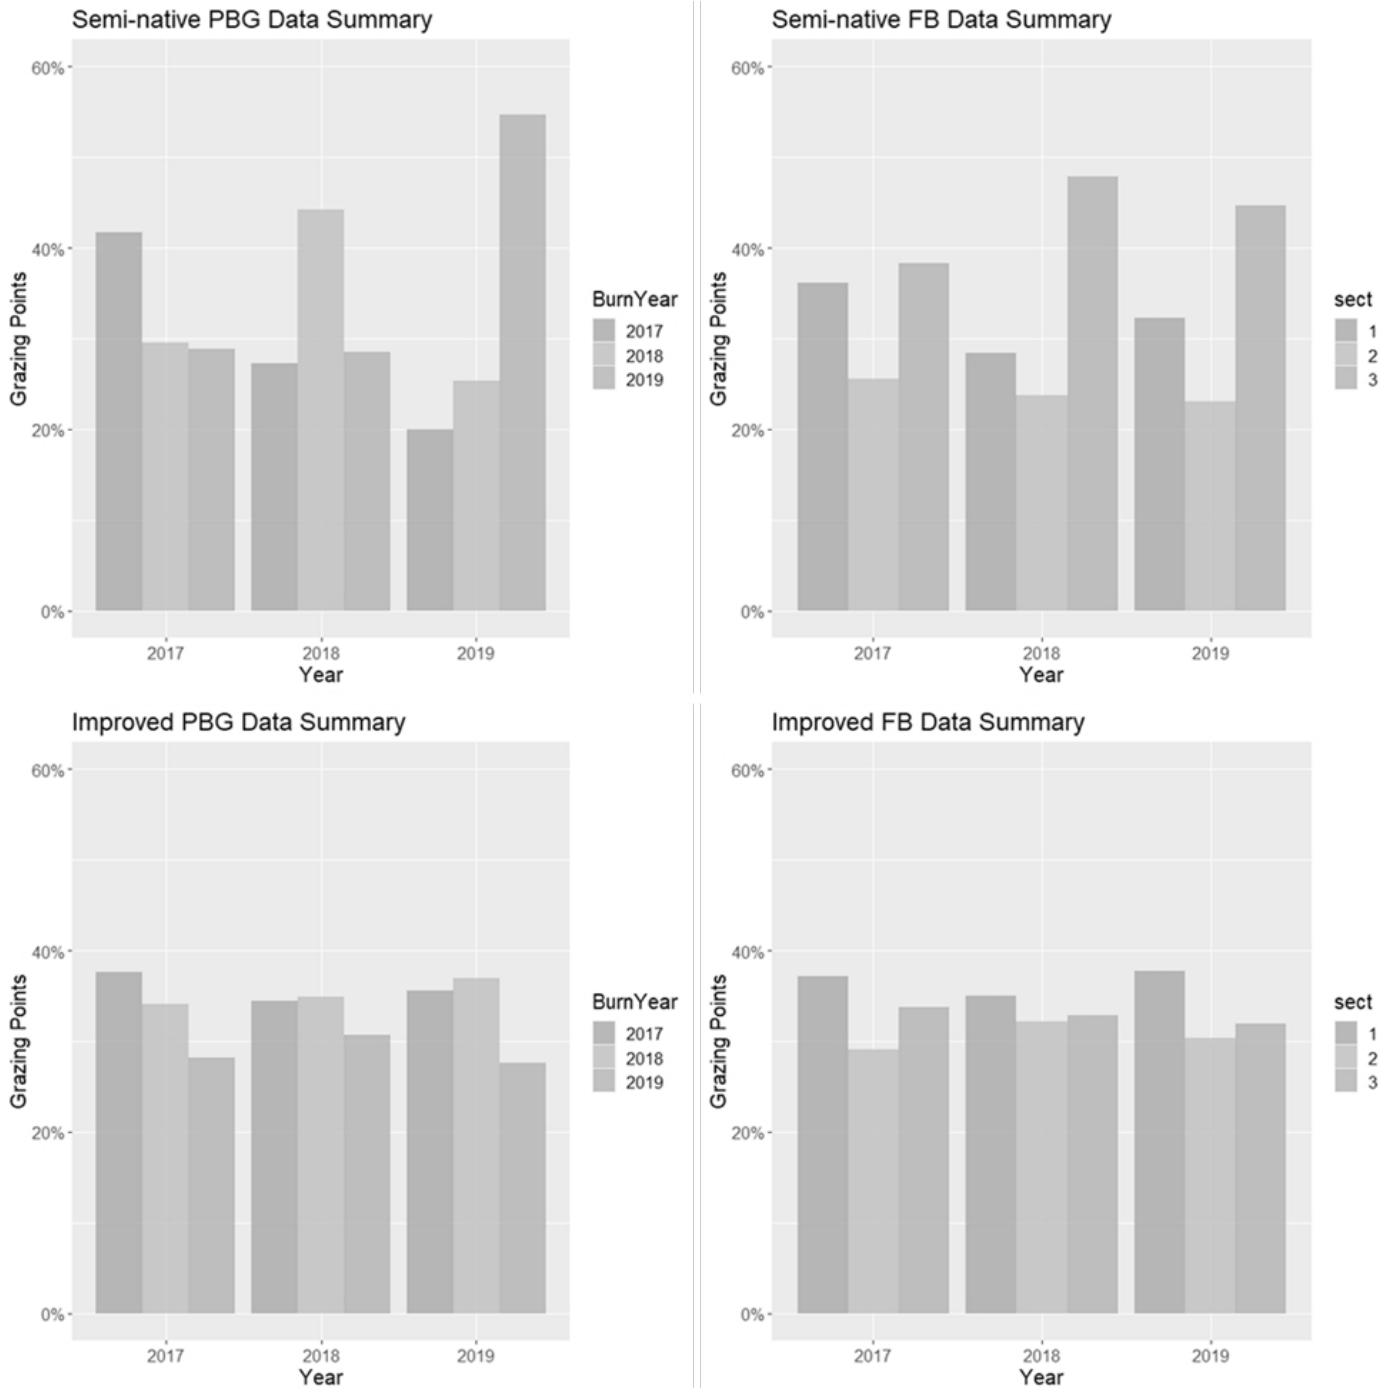 Semi-native PBG Data Summary
60%
40%
20%
0%
Grazing Points
2017 2018 2019
Year
BurnYear
2017
2018
2019
Semi-native FB Data Summary
60%
40%
20%
0%
Grazing Points
2017 2018 2019
Year
sect
1
2
3
Improved PBG Data Summary
60%
40%
20%
0%
Grazing Points
2017 2018 2019
Year
BurnYear
2017
2018
2019
Improved FB Data Summary
60%
40%
20%
0%
Grazing Points
2017 2018 2019
Year
sect
1
2
3